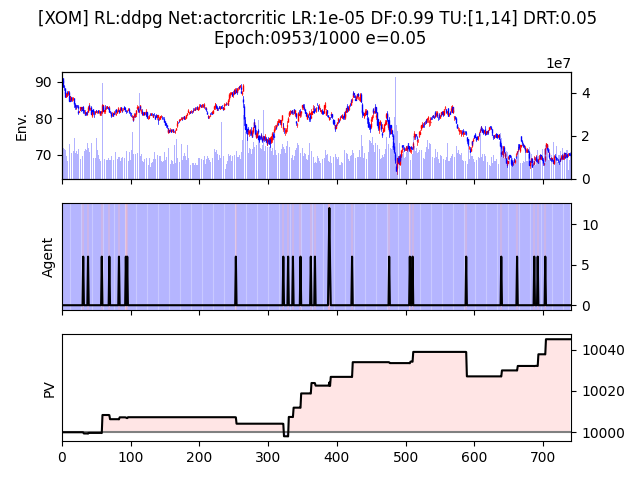 [XOM] RL:ddpg Net:actorcritic LR:1e-05 DF:0.99 TU:[1,14] DRT:0.05
Epoch:0953/1000 e=0.05
1e7
Env.
90
80
70
4
2
0
Agent
10
5
0
PV
10040
10020
10000
0 100 200 300 400 500 600 700